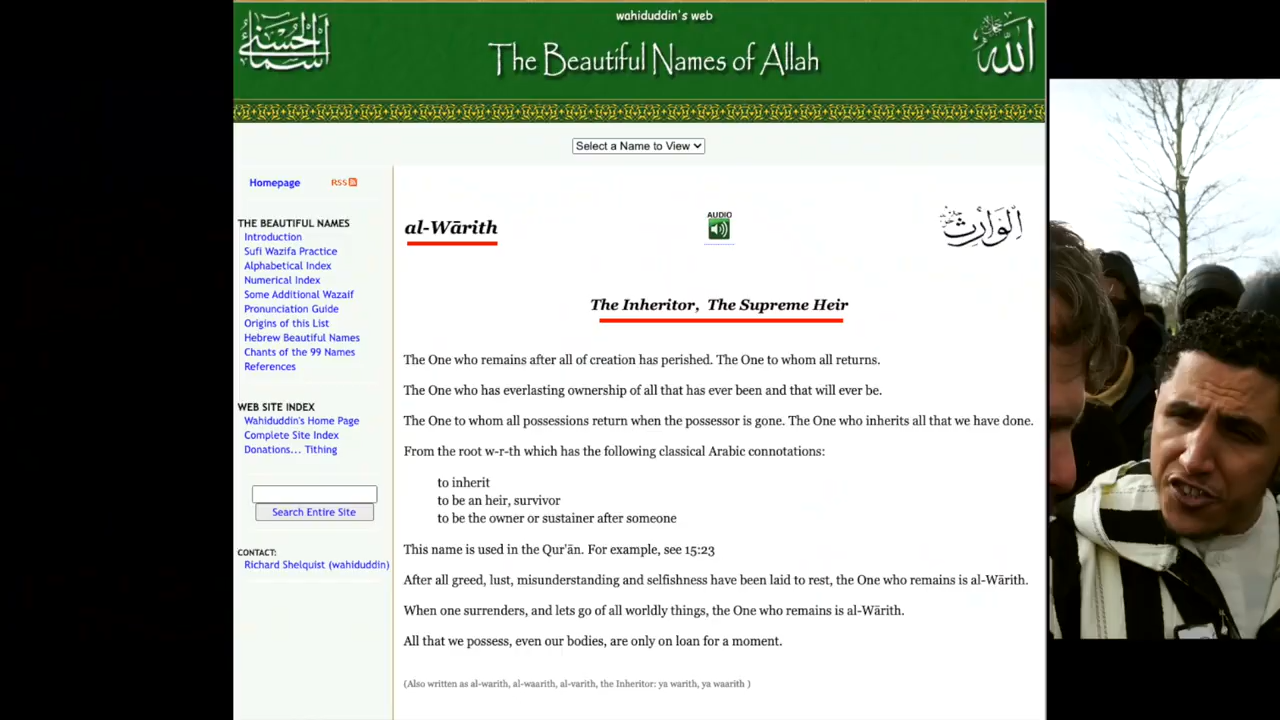 wahiduddin's web
The Beautiful Names of Allah
الله
Select a Name to View
Homepage
RSS
THE BEAUTIFUL NAMES
Introduction
Sufi Wazifa Practice
Alphabetical Index
Numerical Index
Some Additional Wazaif
Pronunciation Guide
Origins of this List
Hebrew Beautiful Names
Chants of the 99 Names
References
WEB SITE INDEX
Wahiduddin's Home Page
Complete Site Index
Donations... Tithing
Search Entire Site
CONTACT:
Richard Shelquist (wahiduddin)
al-Wārith
AUDIO
الوارث
The Inheritor,  The Supreme Heir
The One who remains after all of creation has perished. The One to whom all returns.
The One who has everlasting ownership of all that has ever been and that will ever be.
The One to whom all possessions return when the possessor is gone. The One who inherits all that we have done.
From the root w-r-th which has the following classical Arabic connotations:
to inherit
to be an heir, survivor
to be the owner or sustainer after someone
This name is used in the Qur'ān. For example, see 15:23
After all greed, lust, misunderstanding and selfishness have been laid to rest, the One who remains is al-Wārith.
When one surrenders, and lets go of all worldly things, the One who remains is al-Wārith.
All that we possess, even our bodies, are only on loan for a moment.
(Also written as al-warith, al-waarith, al-varith, the Inheritor: ya warith, ya waarith )